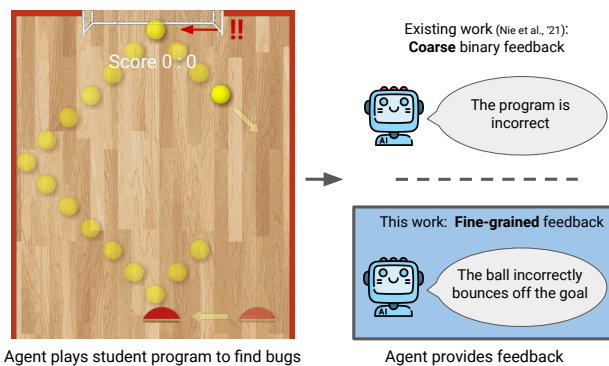 !!
Score 0 : 0
Agent plays student program to find bugs
Existing work (Nie et al., '21):
Coarse binary feedback
The program is
incorrect
AI
This work: Fine-grained feedback
The ball incorrectly
bounces off the goal
AI
Agent provides feedback